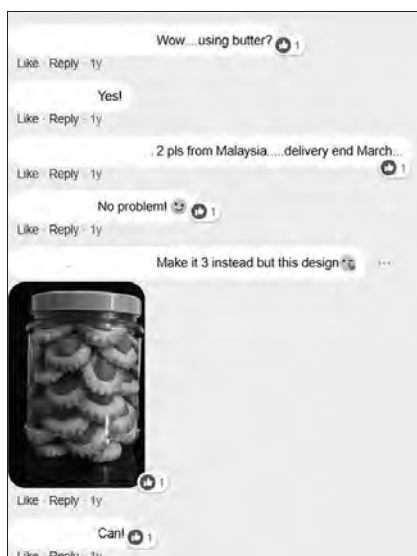 Wow....using butter? 1
Like · Reply · 1y
Yes!
Like · Reply · 1y
. 2 pls from Malaysia.....delivery end March...
1
Like · Reply · 1y
No problem! 1
Like · Reply · 1y
Make it 3 instead but this design ...
1
Like · Reply · 1y
Can! 1
Like · Reply · 1y